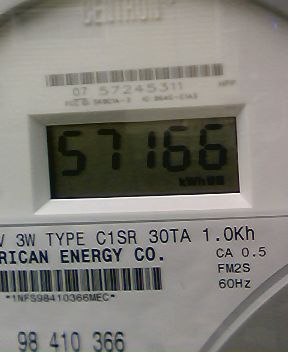 CENTRON
07 57245311
57166
kWh
V 3W TYPE C1SR 30TA 1.0Kh
RICAN ENERGY CO.
CA 0.5
FM2S
60Hz
*1NFS98410366MEC*
98 410 366